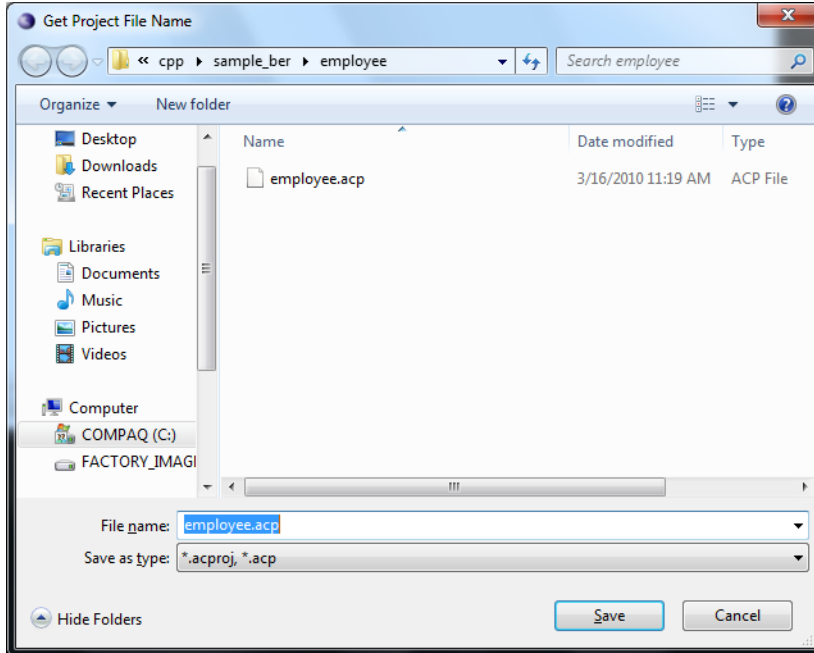 Get Project File Name
« cpp ▸ sample_ber ▸ employee
Search employee
Organize New folder
Name Date modified Type
employee.acp 3/16/2010 11:19 AM ACP File
Desktop
Downloads
Recent Places
Libraries
Documents
Music
Pictures
Videos
Computer
COMPAQ (C:)
FACTORY_IMAG
File name: employee.acp
Save as type: *.acproj, *.acp
Hide Folders Save Cancel